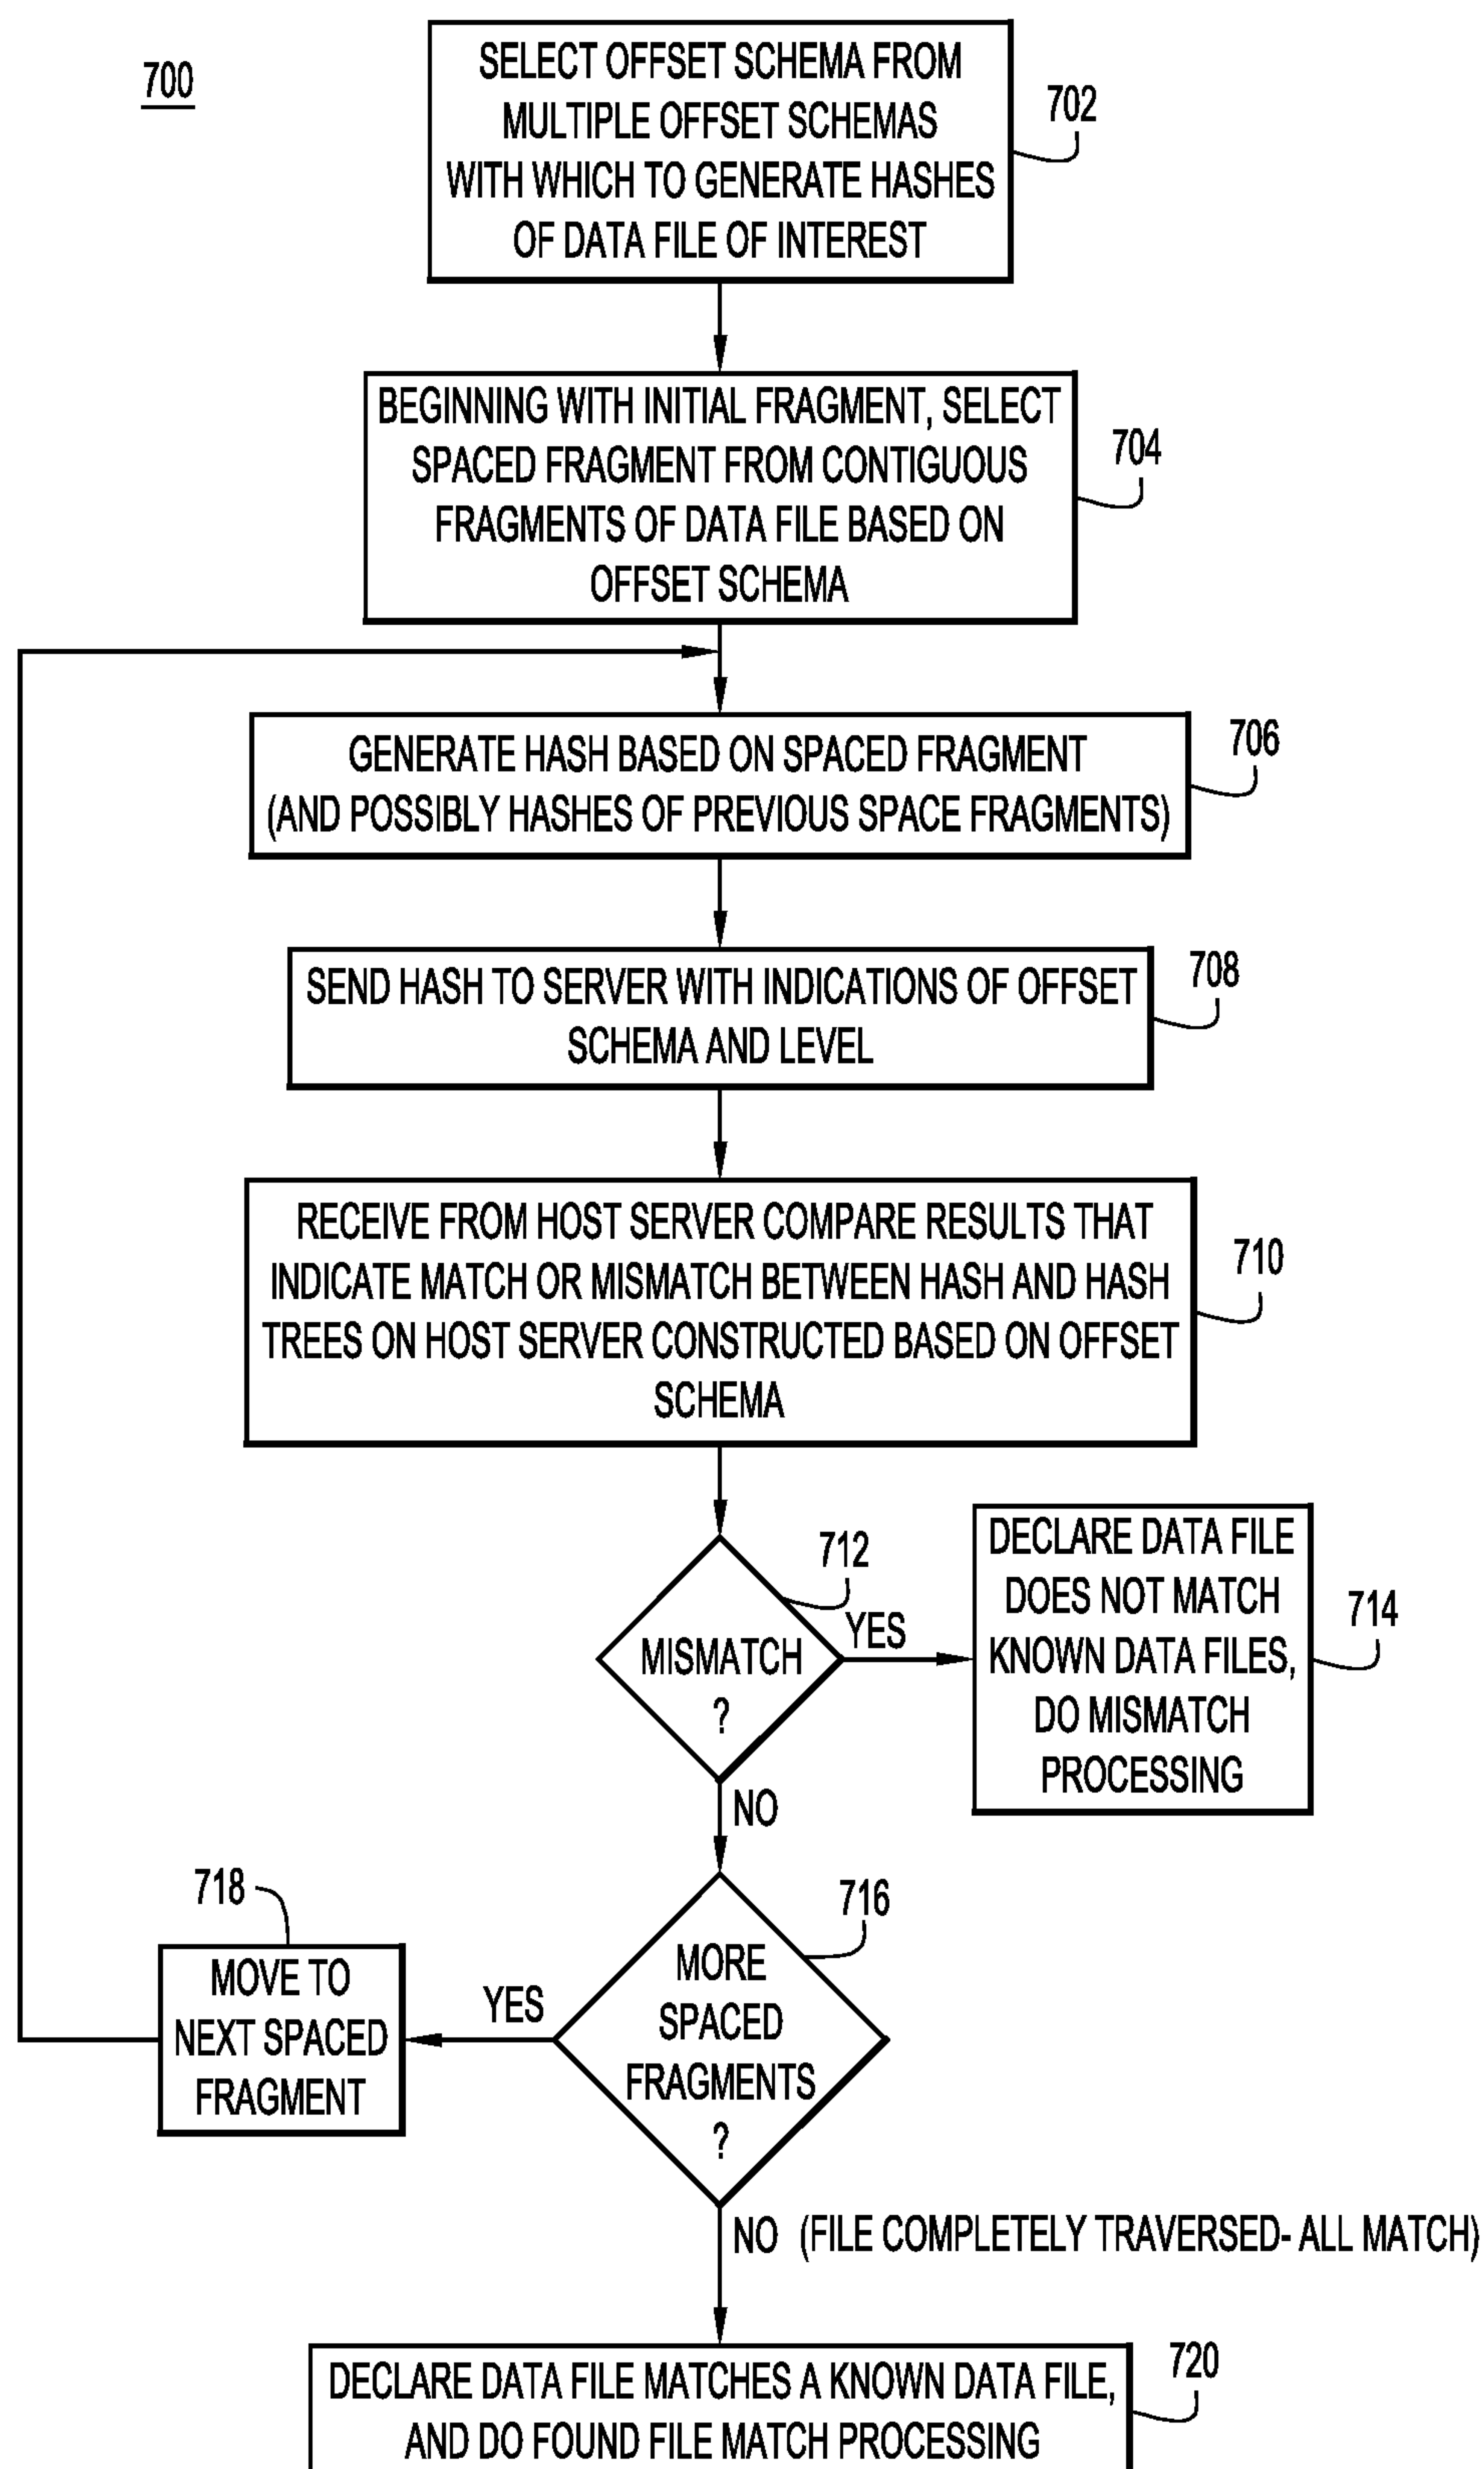 700
SELECT OFFSET SCHEMA FROM
MULTIPLE OFFSET SCHEMAS
WITH WHICH TO GENERATE HASHES
OF DATA FILE OF INTEREST
702
BEGINNING WITH INITIAL FRAGMENT, SELECT
SPACED FRAGMENT FROM CONTIGUOUS
FRAGMENTS OF DATA FILE BASED ON
OFFSET SCHEMA
704
GENERATE HASH BASED ON SPACED FRAGMENT
(AND POSSIBLY HASHES OF PREVIOUS SPACE FRAGMENTS)
706
SEND HASH TO SERVER WITH INDICATIONS OF OFFSET
SCHEMA AND LEVEL
708
RECEIVE FROM HOST SERVER COMPARE RESULTS THAT
INDICATE MATCH OR MISMATCH BETWEEN HASH AND HASH
TREES ON HOST SERVER CONSTRUCTED BASED ON OFFSET
SCHEMA
710
MISMATCH
?
712
YES
DECLARE DATA FILE
DOES NOT MATCH
KNOWN DATA FILES,
DO MISMATCH
PROCESSING
714
NO
MORE
SPACED
FRAGMENTS
?
716
YES
718
MOVE TO
NEXT SPACED
FRAGMENT
NO (FILE COMPLETELY TRAVERSED- ALL MATCH)
DECLARE DATA FILE MATCHES A KNOWN DATA FILE,
AND DO FOUND FILE MATCH PROCESSING
720